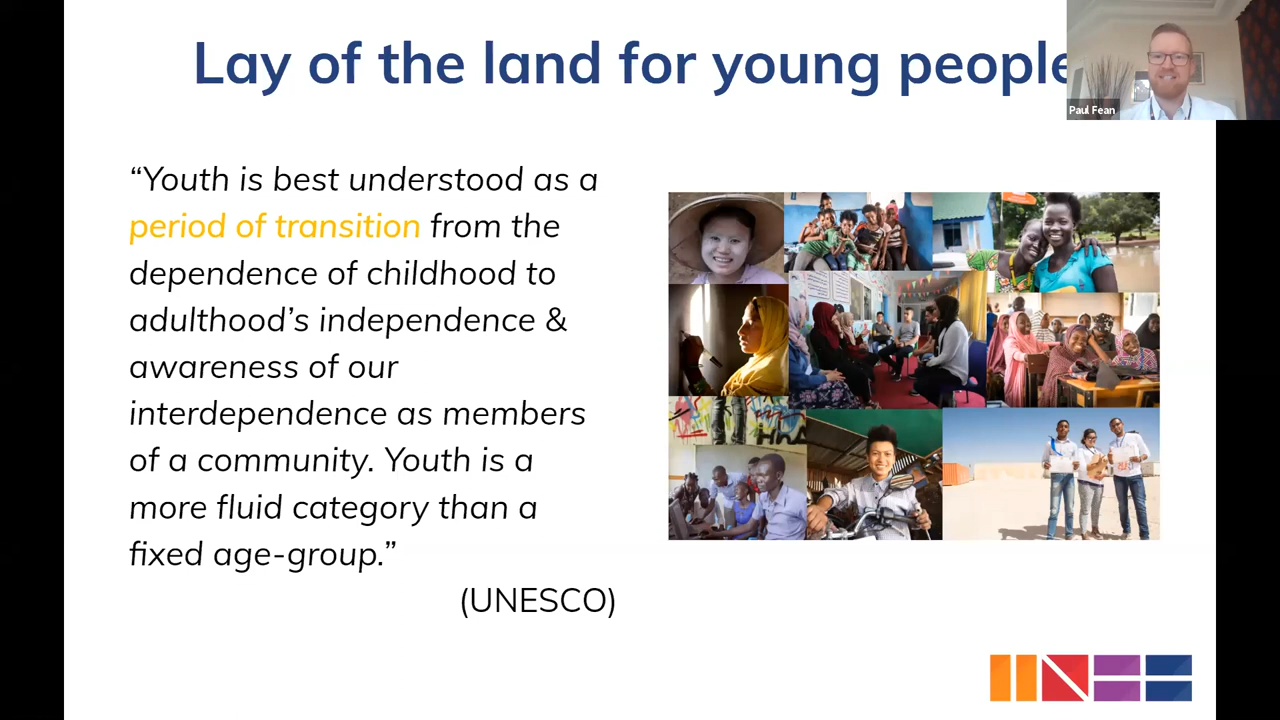 Lay of the land for young people
Paul Fean
“Youth is best understood as a
period of transition from the
dependence of childhood to
adulthood’s independence &
awareness of our
interdependence as members
of a community. Youth is a
more fluid category than a
fixed age-group.”
(UNESCO)
INEE